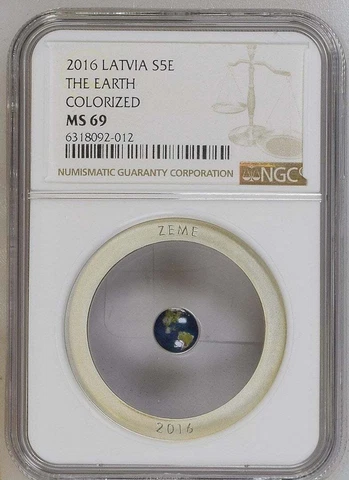 2016 LATVIA S5E
THE EARTH
COLORIZED
MS 69
6318092-012
NUMISMATIC GUARANTY CORPORATION
NGC
ZEME
2016